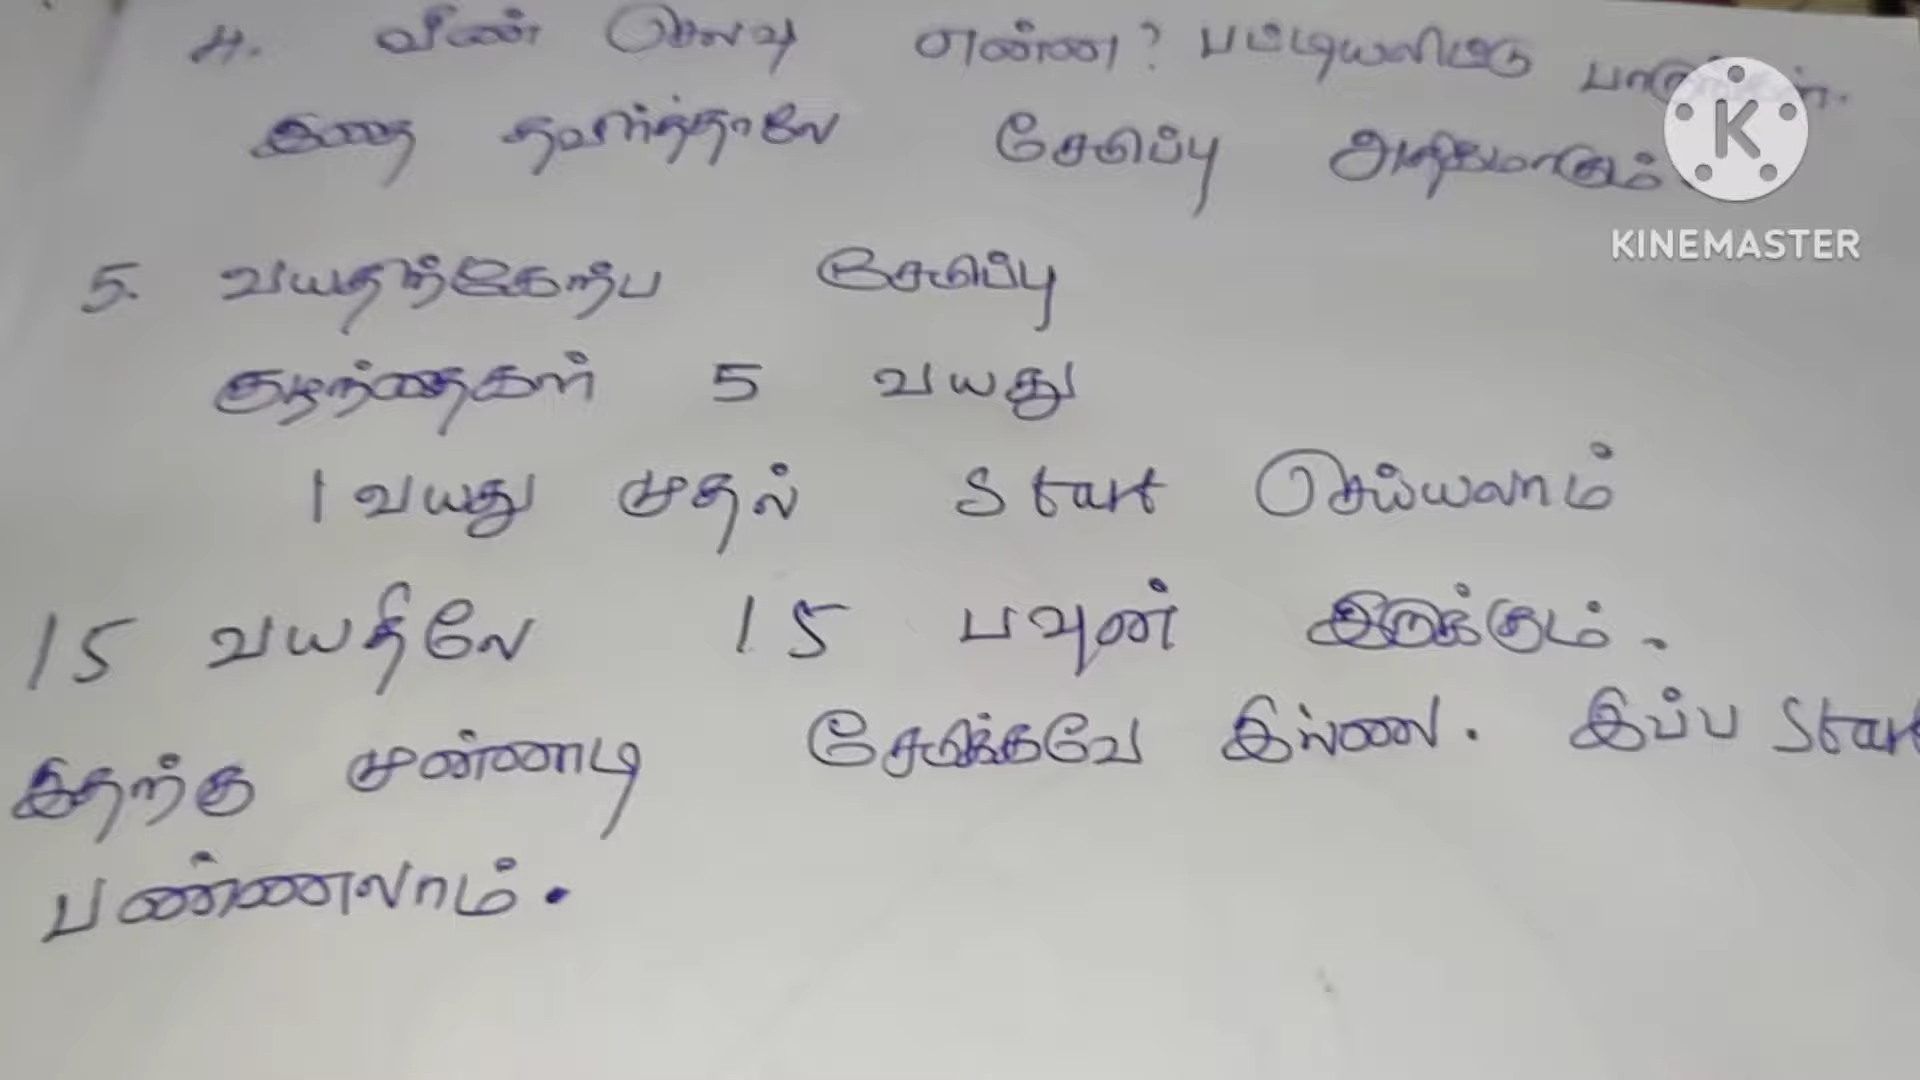 4. வீண் செலவு என்ன? பட்டியலிட்டு பாருங்கள்.
இதை தவிர்த்தாலே சேமிப்பு அதிகமாகும்
KINEMASTER
5. வயதிற்கேற்ப சேமிப்பு
குழந்தைகள் 5 வயது
1 வயது முதல் Start செய்யலாம்
15 வயதிலே 15 பவுன் இருக்கும்.
இதற்கு முன்னாடி சேமிக்கவே இல்லை. இப்ப Start
பண்ணலாம்.